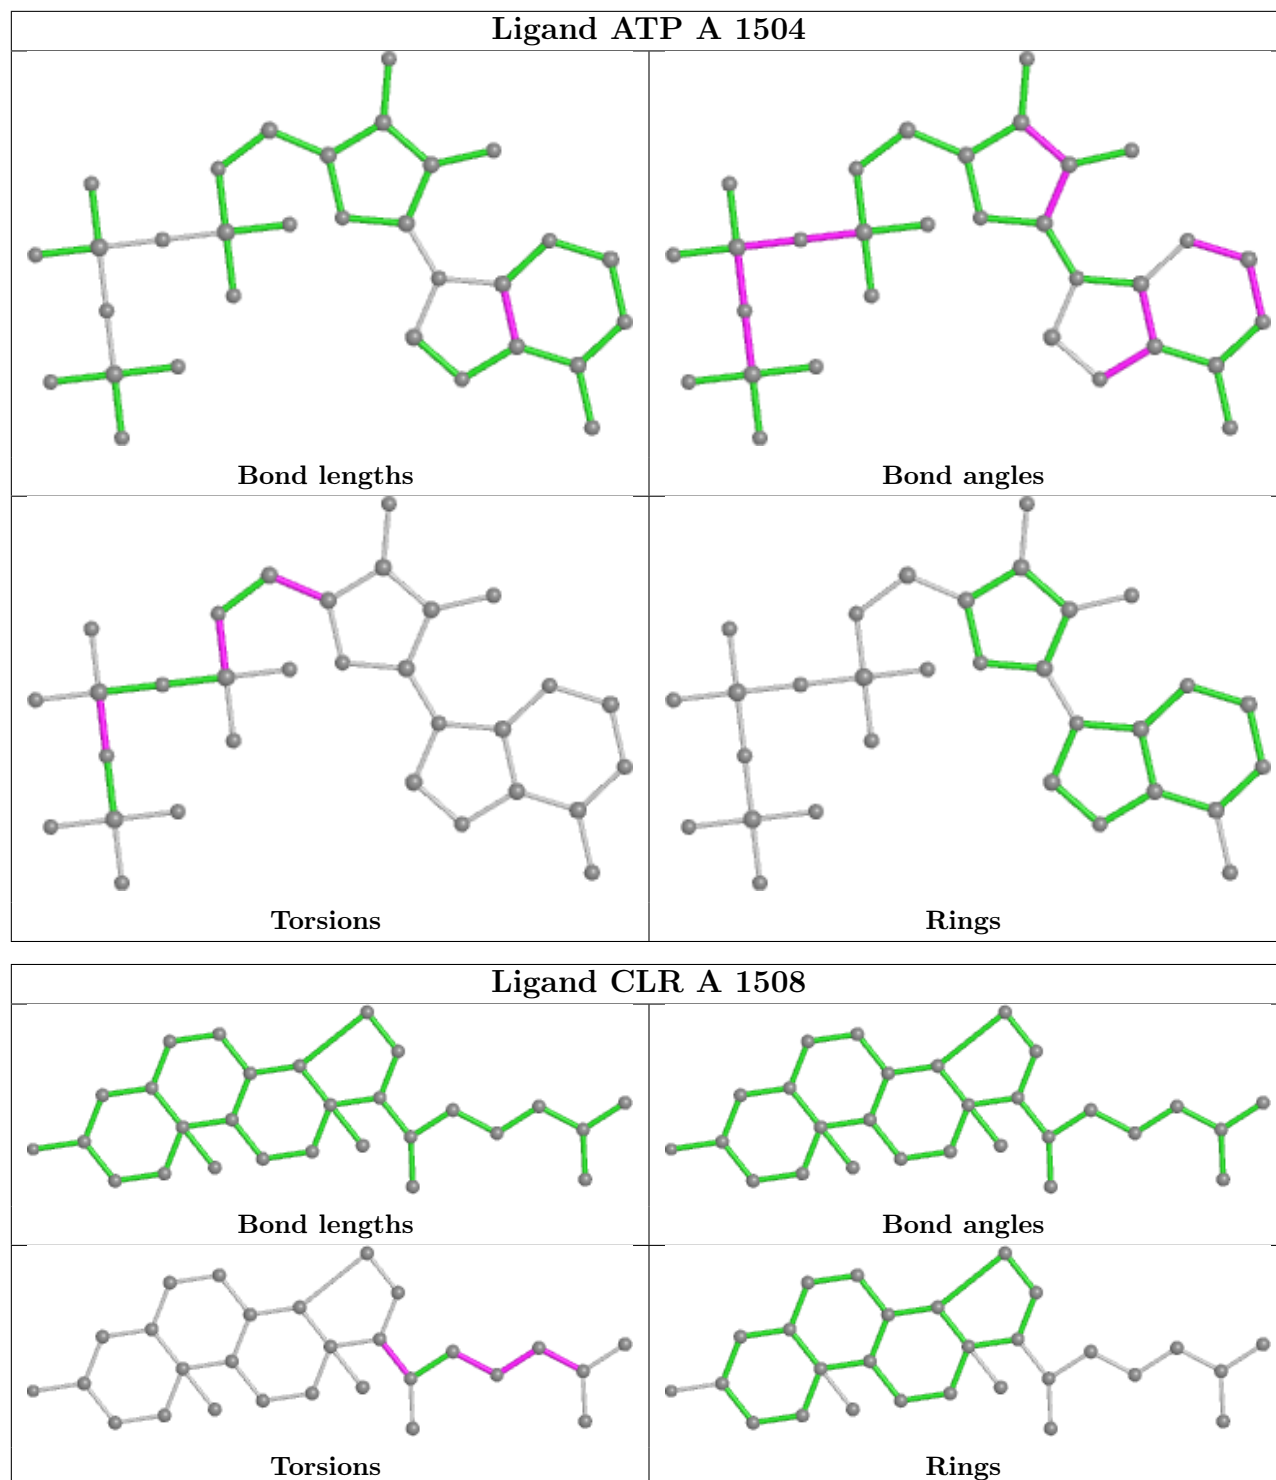 Ligand ATP A 1504
Bond lengths
Bond angles
Torsions
Rings
Ligand CLR A 1508
Bond lengths
Bond angles
Torsions
Rings